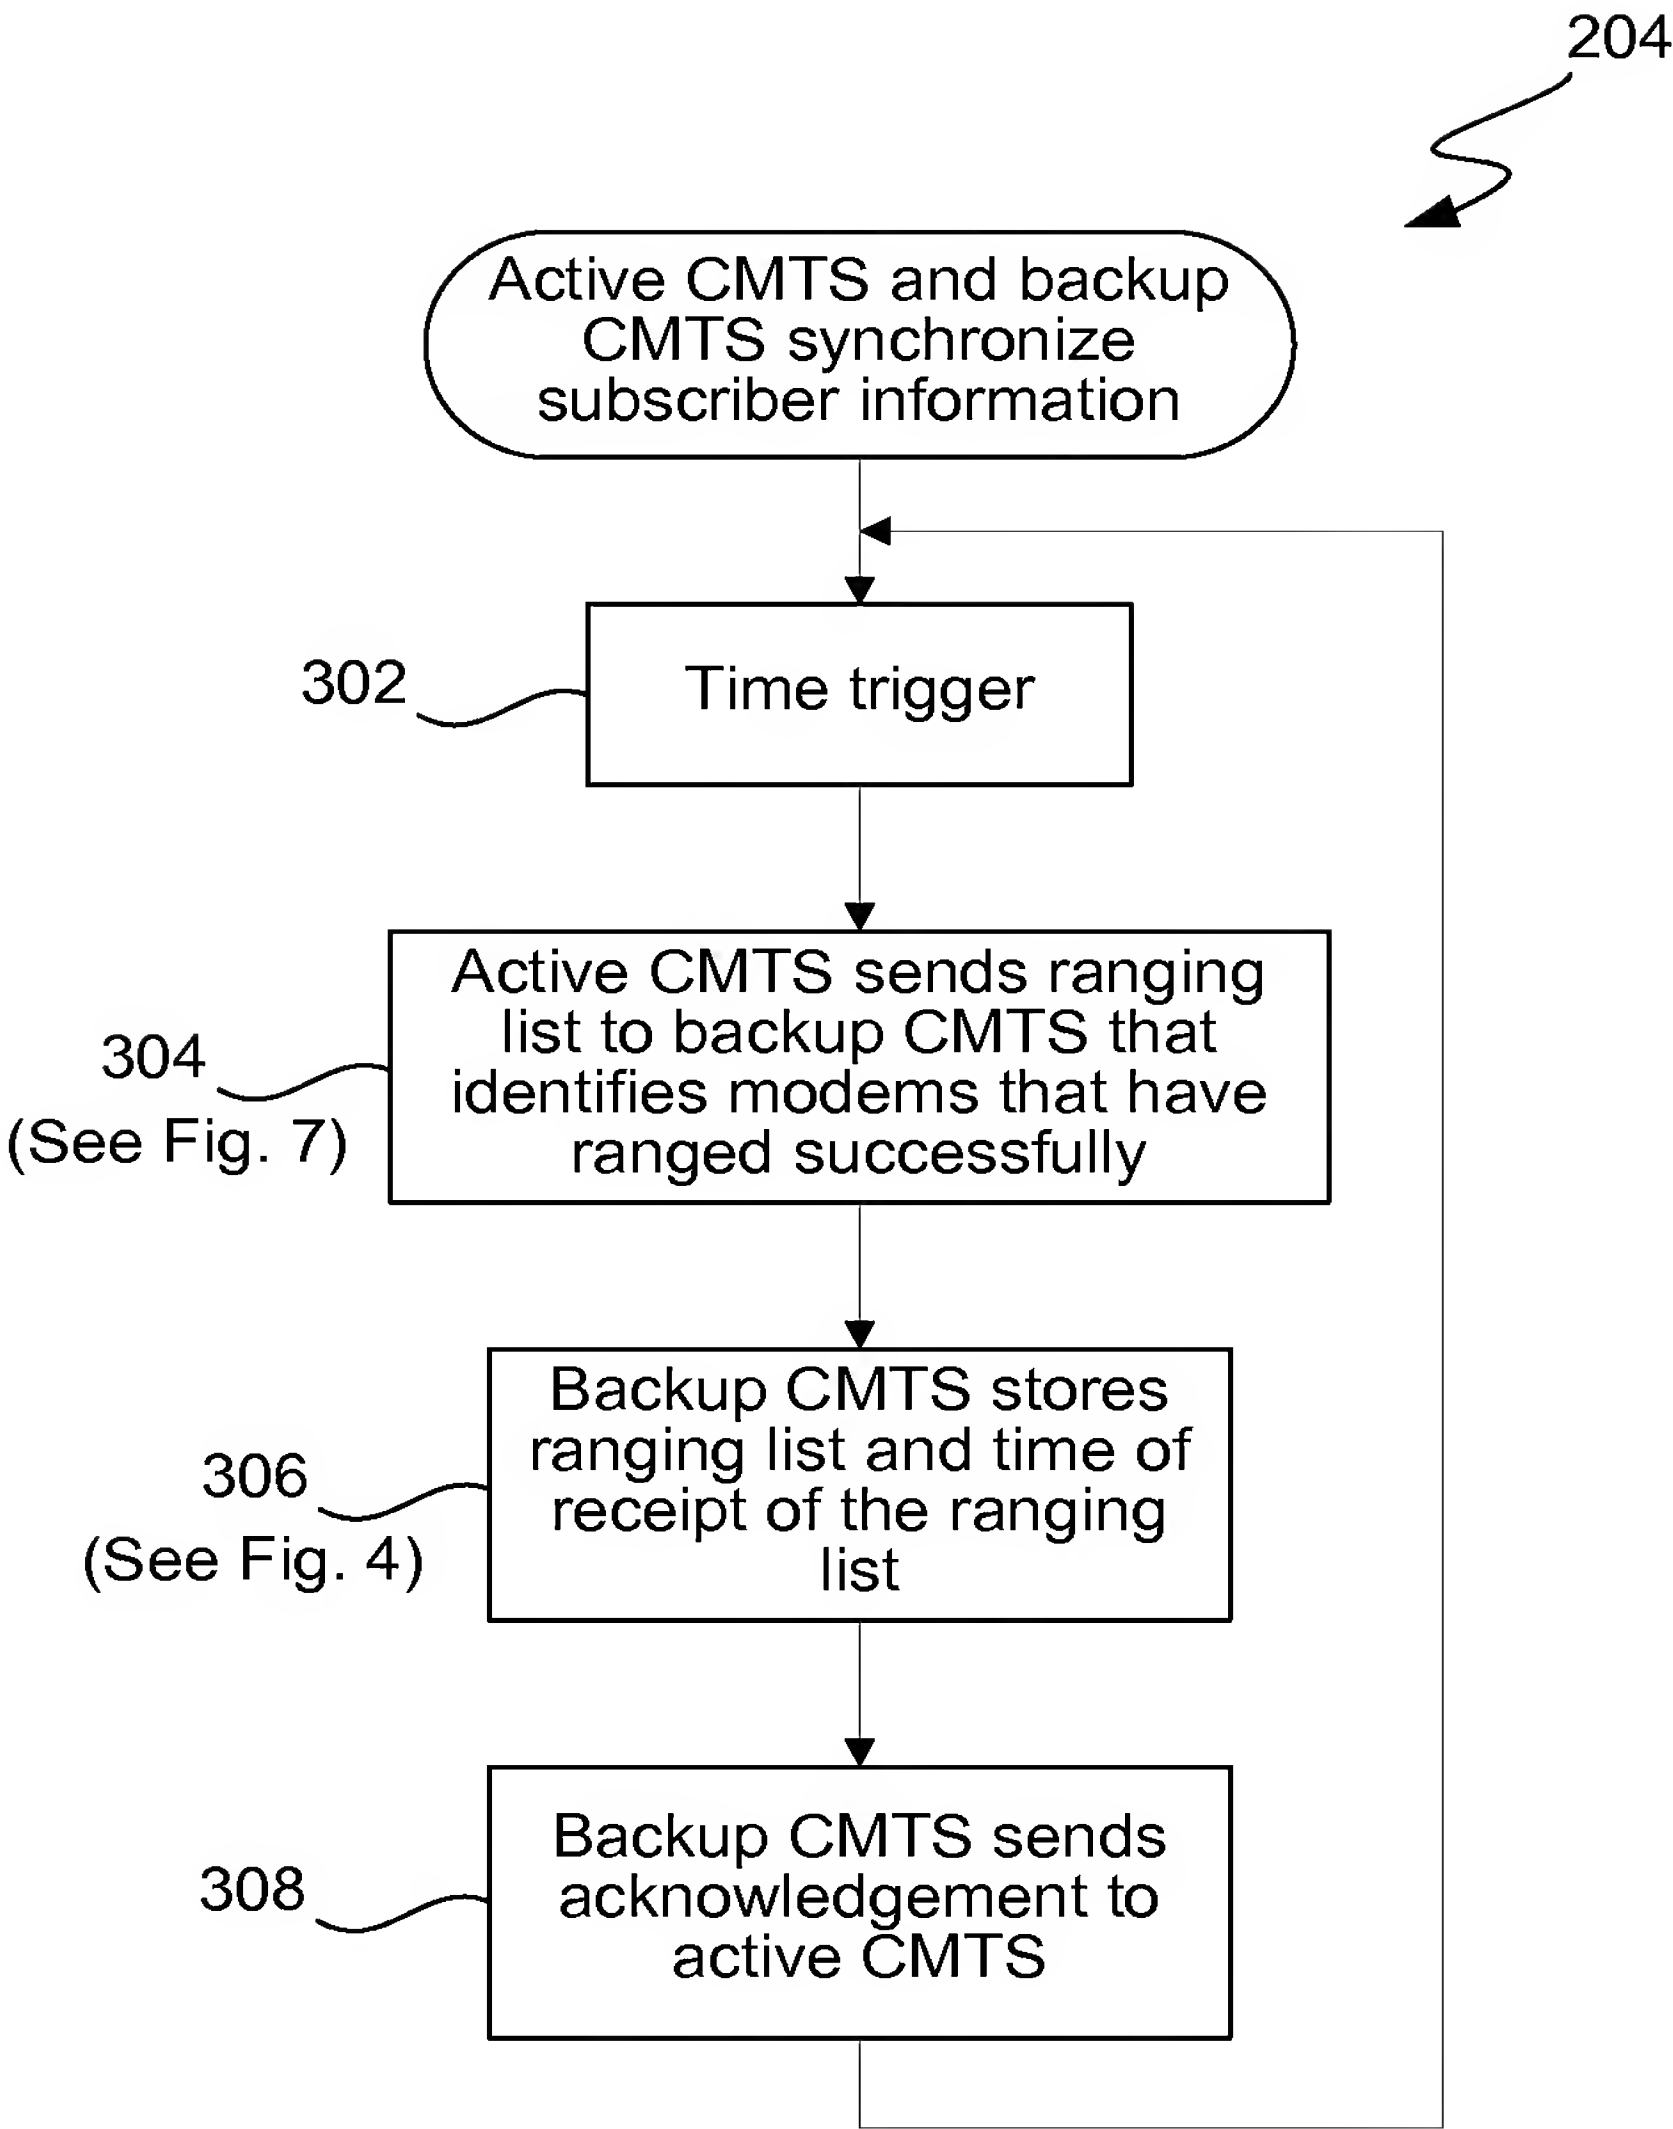 204
Active CMTS and backup
CMTS synchronize
subscriber information
302
Time trigger
304
(See Fig. 7)
Active CMTS sends ranging
list to backup CMTS that
identifies modems that have
ranged successfully
306
(See Fig. 4)
Backup CMTS stores
ranging list and time of
receipt of the ranging
list
308
Backup CMTS sends
acknowledgement to
active CMTS